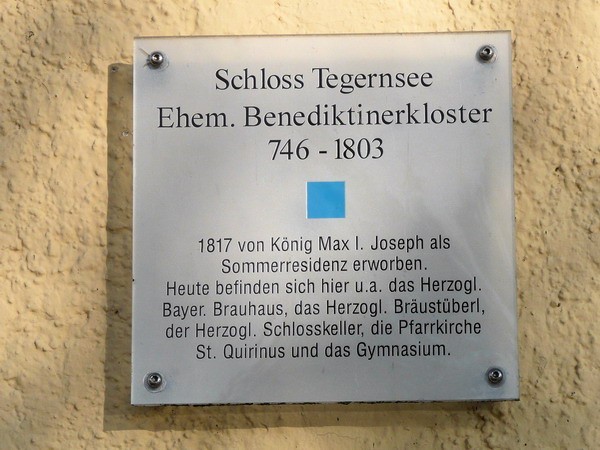 Schloss Tegernsee
Ehem. Benediktinerkloster
746 - 1803
1817 von König Max I. Joseph als
Sommerresidenz erworben.
Heute befinden sich hier u.a. das Herzogl.
Bayer. Brauhaus, das Herzogl. Bräustüberl,
der Herzogl. Schlosskeller, die Pfarrkirche
St. Quirinus und das Gymnasium.